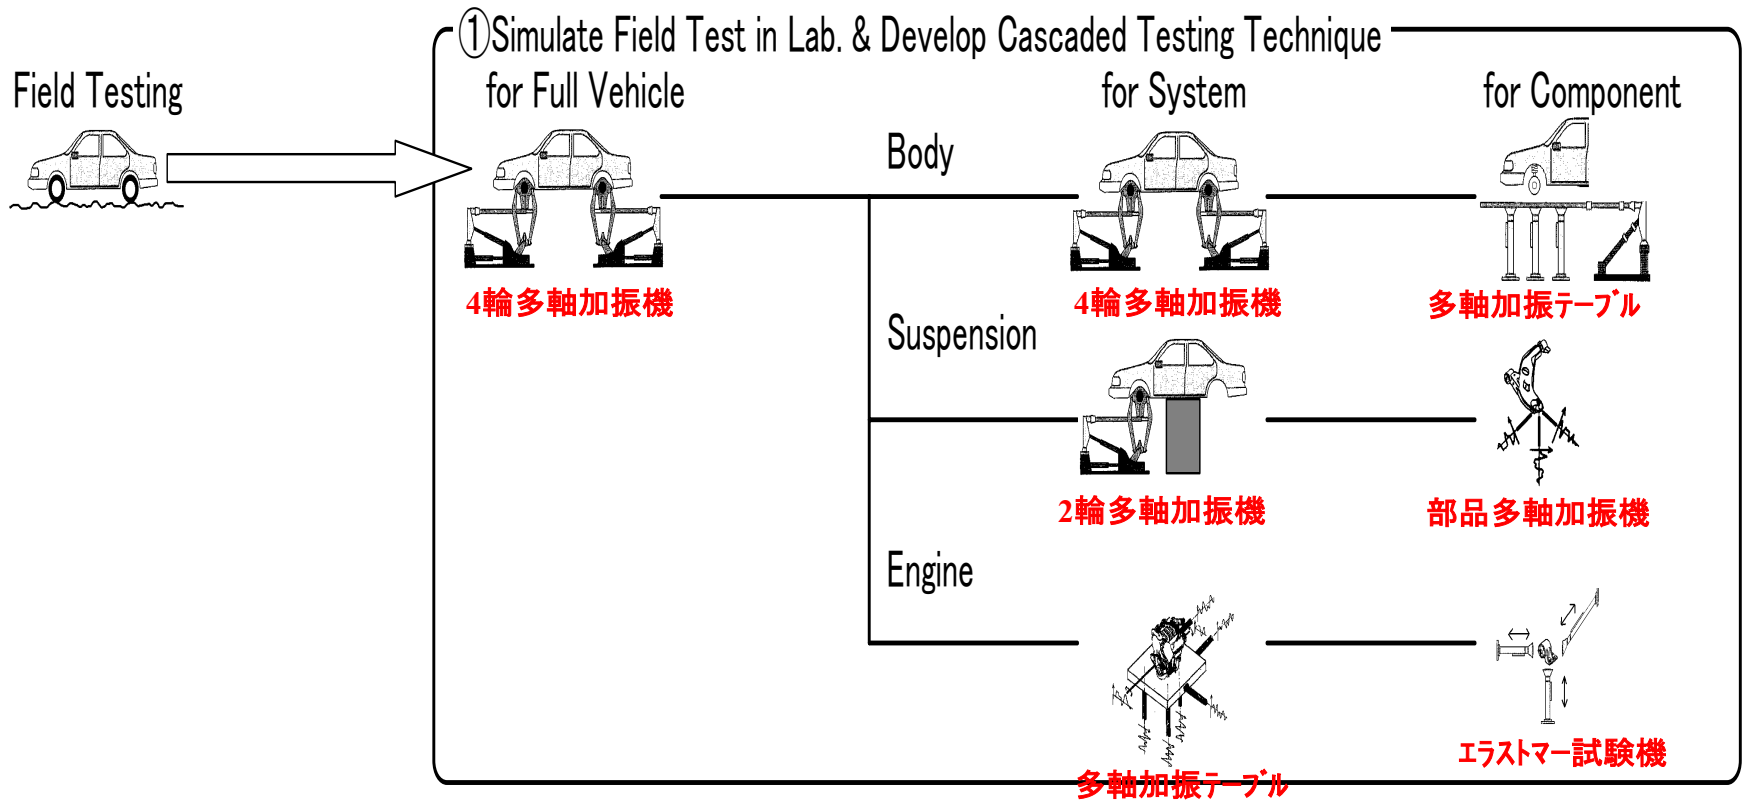 ①Simulate Field Test in Lab. & Develop Cascaded Testing Technique
Field Testing
for Full Vehicle
for System
for Component
Body
4輪多軸加振機
4輪多軸加振機
多軸加振テーブル
Suspension
2輪多軸加振機
部品多軸加振機
Engine
多軸加振テーブル
エラストマー試験機